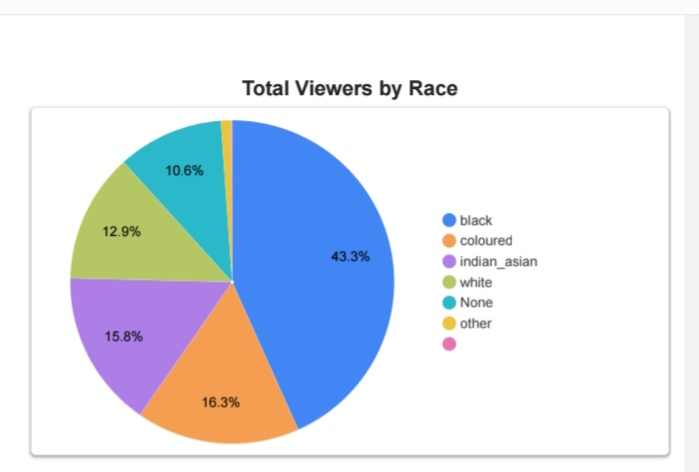 Total Viewers by Race
10.6%
12.9%
43.3%
15.8%
16.3%
black
coloured
indian_asian
white
None
other